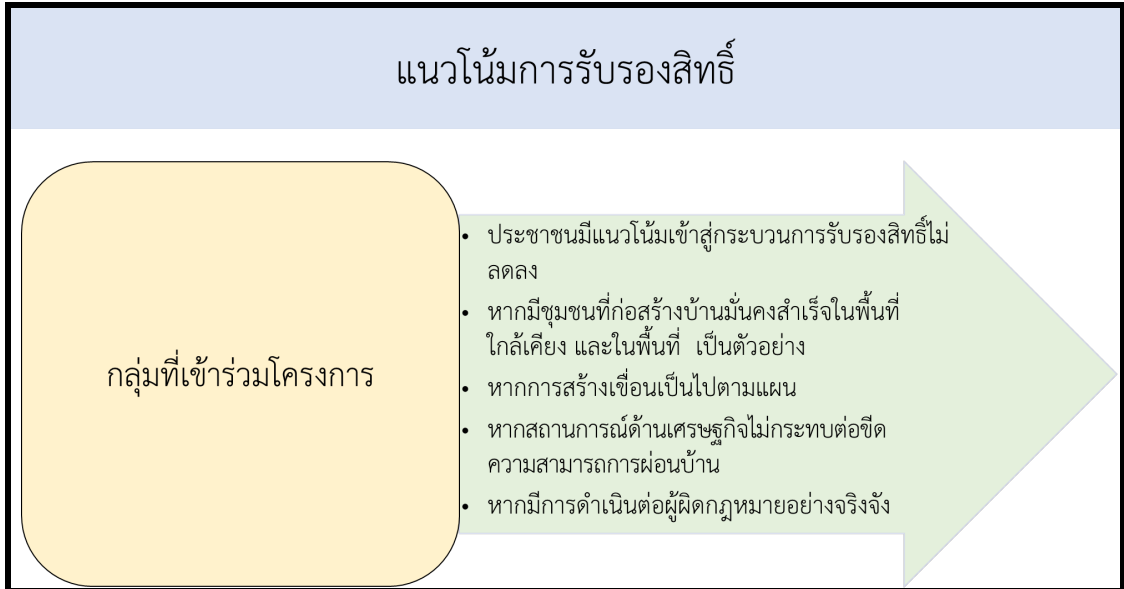 แนวโน้มการรับรองสิทธิ์
กลุ่มที่เข้าร่วมโครงการ
• ประชาชนมีแนวโน้มเข้าสู่กระบวนการรับรองสิทธิ์ไม่
ลดลง
• หากมีชุมชนที่ก่อสร้างบ้านมั่นคงสำเร็จในพื้นที่
ใกล้เคียง และในพื้นที่ เป็นตัวอย่าง
• หากการสร้างเขื่อนเป็นไปตามแผน
• หากสถานการณ์ด้านเศรษฐกิจไม่กระทบต่อขีด
ความสามารถการผ่อนบ้าน
• หากมีการดำเนินต่อผู้ผิดกฎหมายอย่างจริงจัง